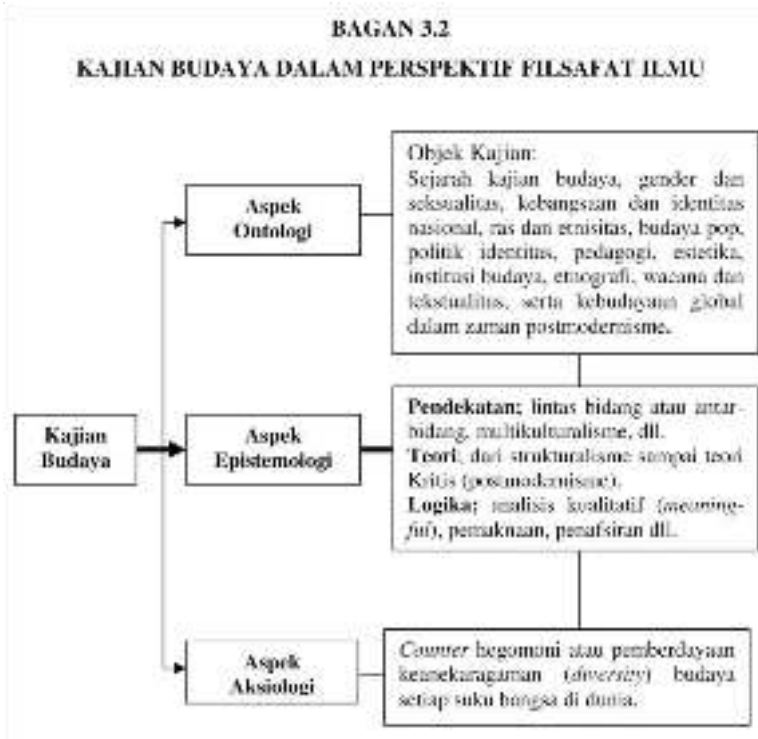 BAGAN 3.2
KAJIAN BUDAYA DALAM PERSPEKTIF FILSAFAT ILMU
Aspek
Ontologi
Objek Kajian:
Sejarah kajian budaya, gender dan
seksualitas, kebangsaan dan identitas
nasional, ras dan etnisitas, budaya pop,
politik identitas, pedagogi, estetika,
institusi budaya, etnografi, wacana dan
tekstualitas, serta kebudayaan global
dalam zaman postmodernisme.
Kajian
Budaya
Aspek
Epistemologi
Pendekatan; lintas bidang atau antar-
bidang, multikulturalisme, dll.
Teori, dari strukturalisme sampai teori
Kritis (postmodernisme).
Logika; analisis kualitatif (meaning-
ful), pemaknaan, penafsiran dll.
Aspek
Aksiologi
Counter hegomoni atau pemberdayaan
keanekaragaman (diversity) budaya
setiap suku bangsa di dunia.